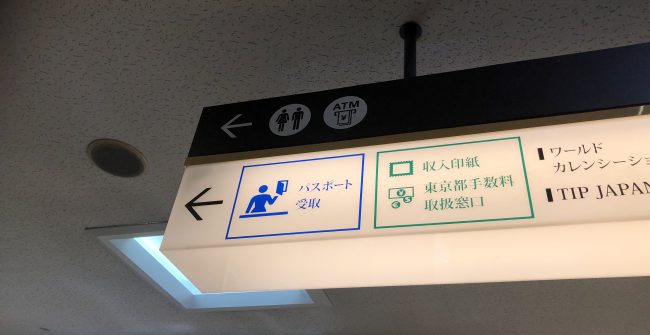 ATM
パスポート
受取
収入印紙
東京都手数料
取扱窓口
ワールド
カレンシーショ
TIP JAPAN